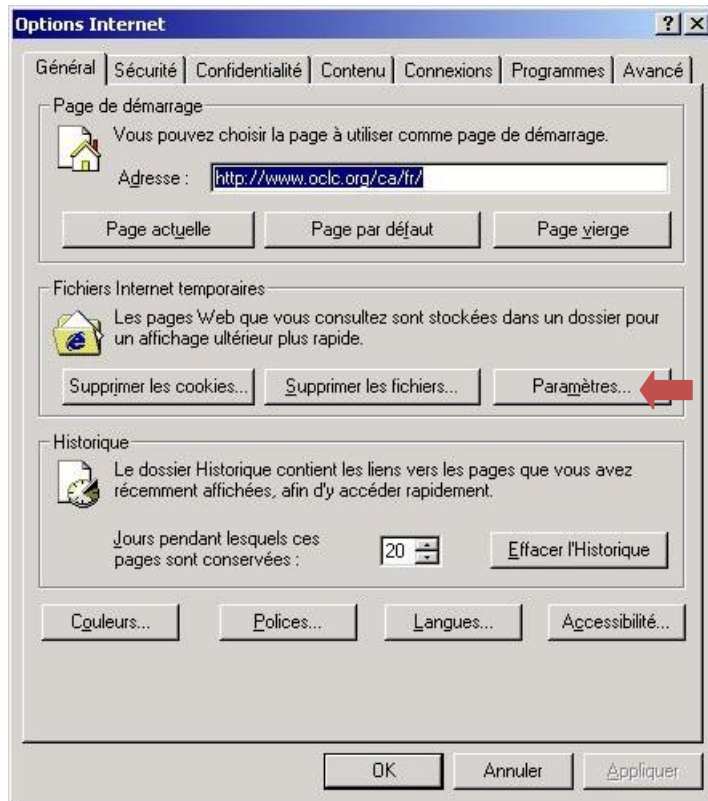 Options Internet
Général Sécurité Confidentialité Contenu Connexions Programmes Avancé
Page de démarrage
Vous pouvez choisir la page à utiliser comme page de démarrage.
Adresse : http://www.oclc.org/ca/fr/
Page actuelle Page par défaut Page vierge
Fichiers Internet temporaires
Les pages Web que vous consultez sont stockées dans un dossier pour
un affichage ultérieur plus rapide.
Supprimer les cookies... Supprimer les fichiers... Paramètres...
Historique
Le dossier Historique contient les liens vers les pages que vous avez
récemment affichées, afin d'y accéder rapidement.
Jours pendant lesquels ces
pages sont conservées : 20 Effacer l'Historique
Couleurs... Polices... Langues... Accessibilité...
OK Annuler Appliquer